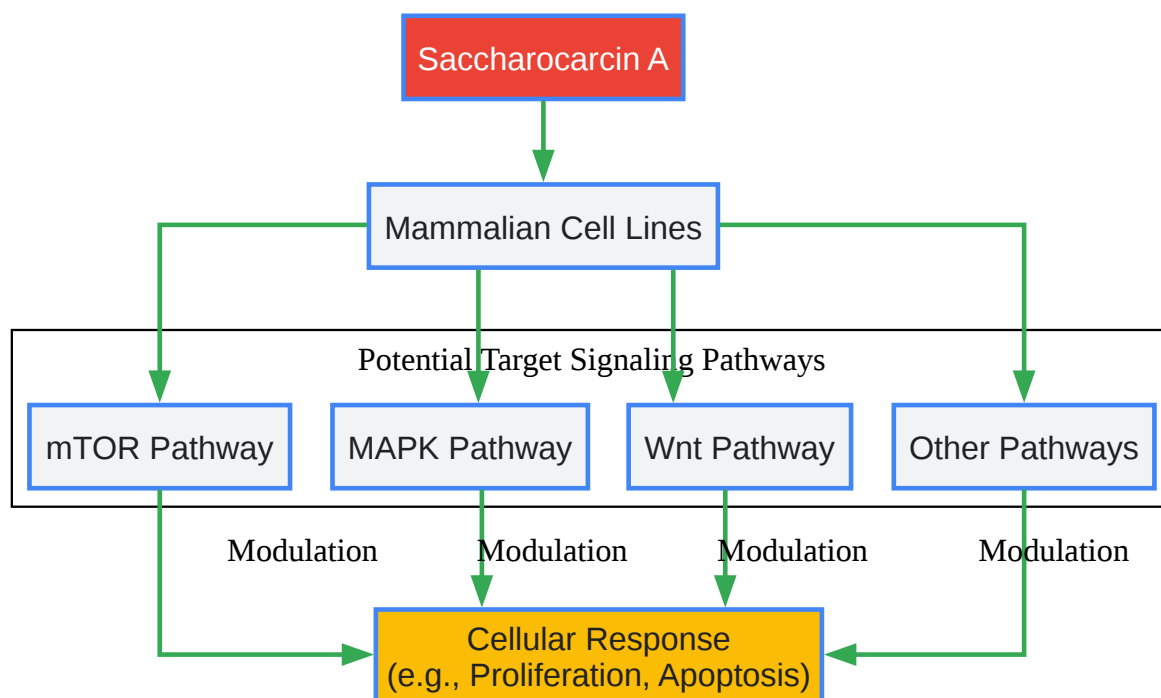 Saccharocarcin A
Mammalian Cell Lines
Potential Target Signaling Pathways
mTOR Pathway
MAPK Pathway
Wnt Pathway
Other Pathways
Modulation
Modulation
Modulation
Modulation
Cellular Response
(e.g., Proliferation, Apoptosis)